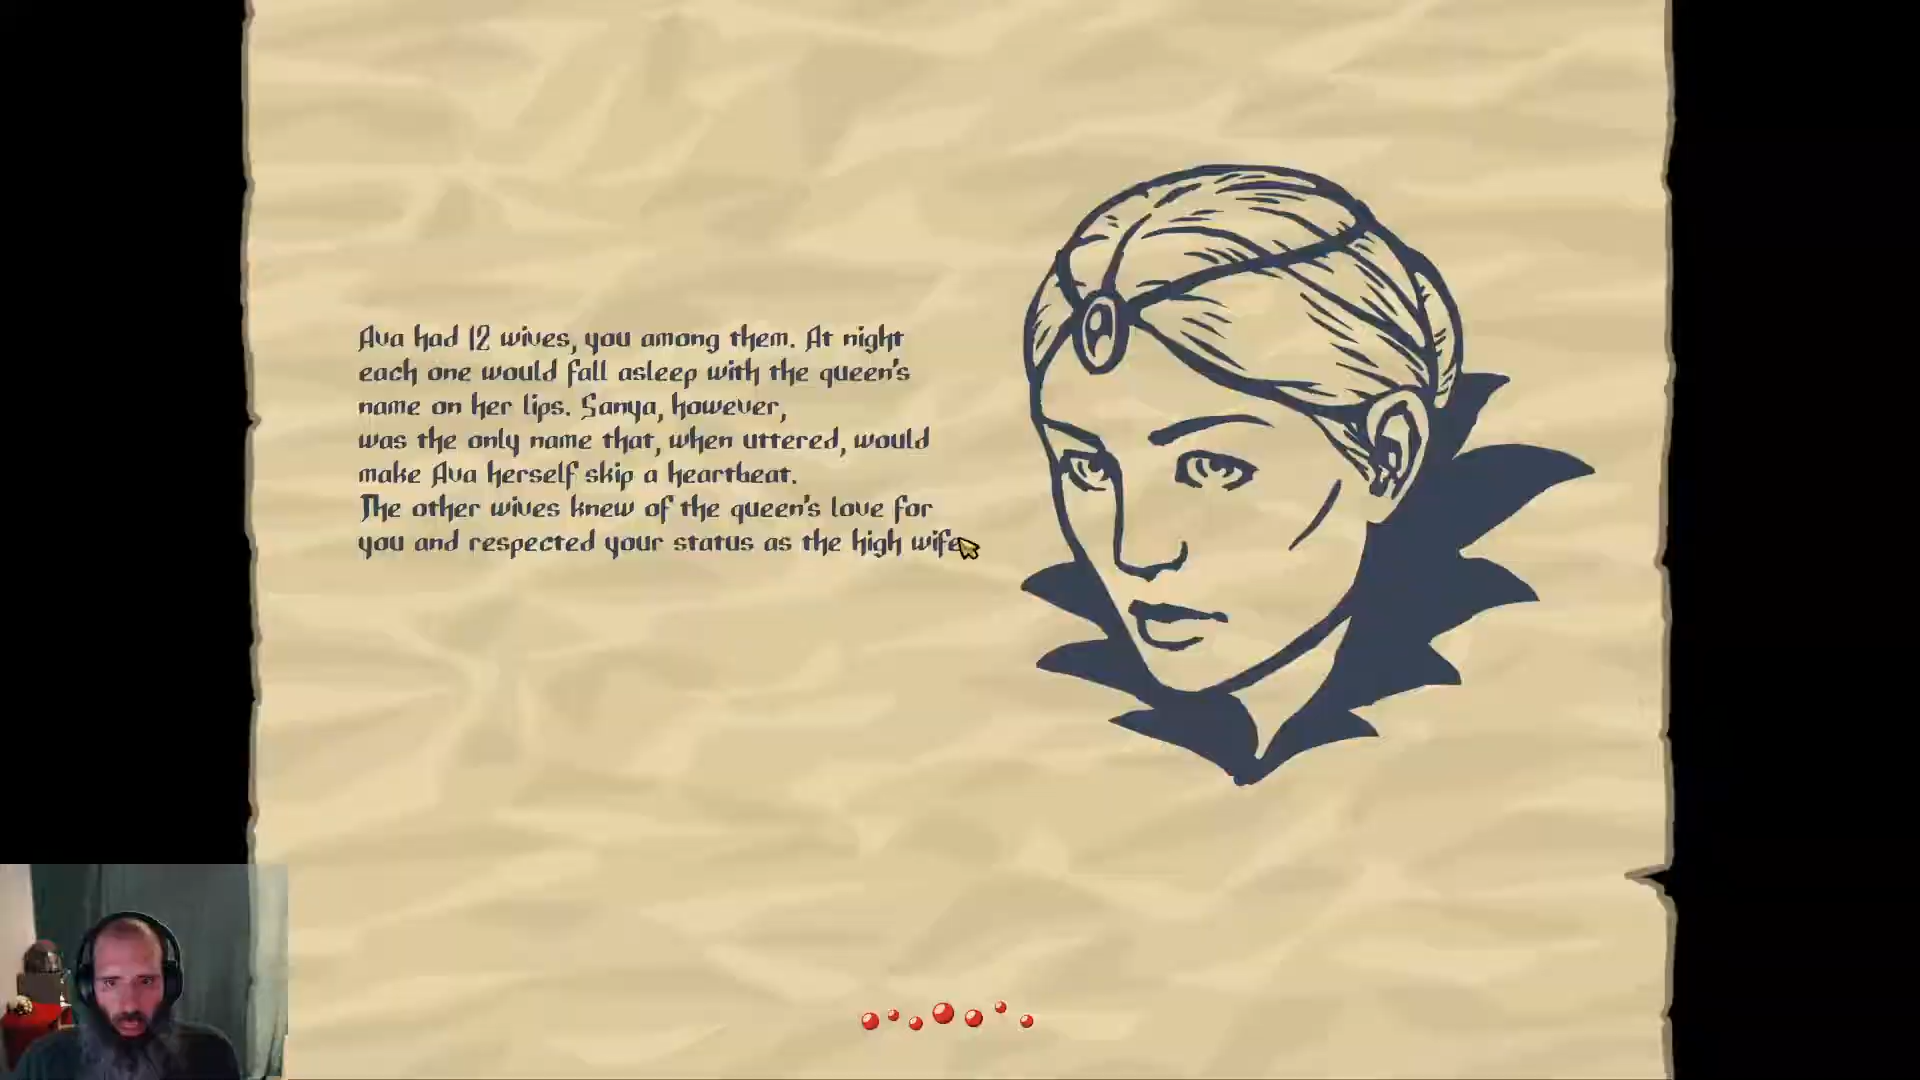 Ava had 12 wives, you among them. At night
each one would fall asleep with the queen's
name on her lips. Sanya, however,
was the only name that, when uttered, would
make Ava herself skip a heartbeat.
The other wives knew of the queen's love for
you and respected your status as the high wife